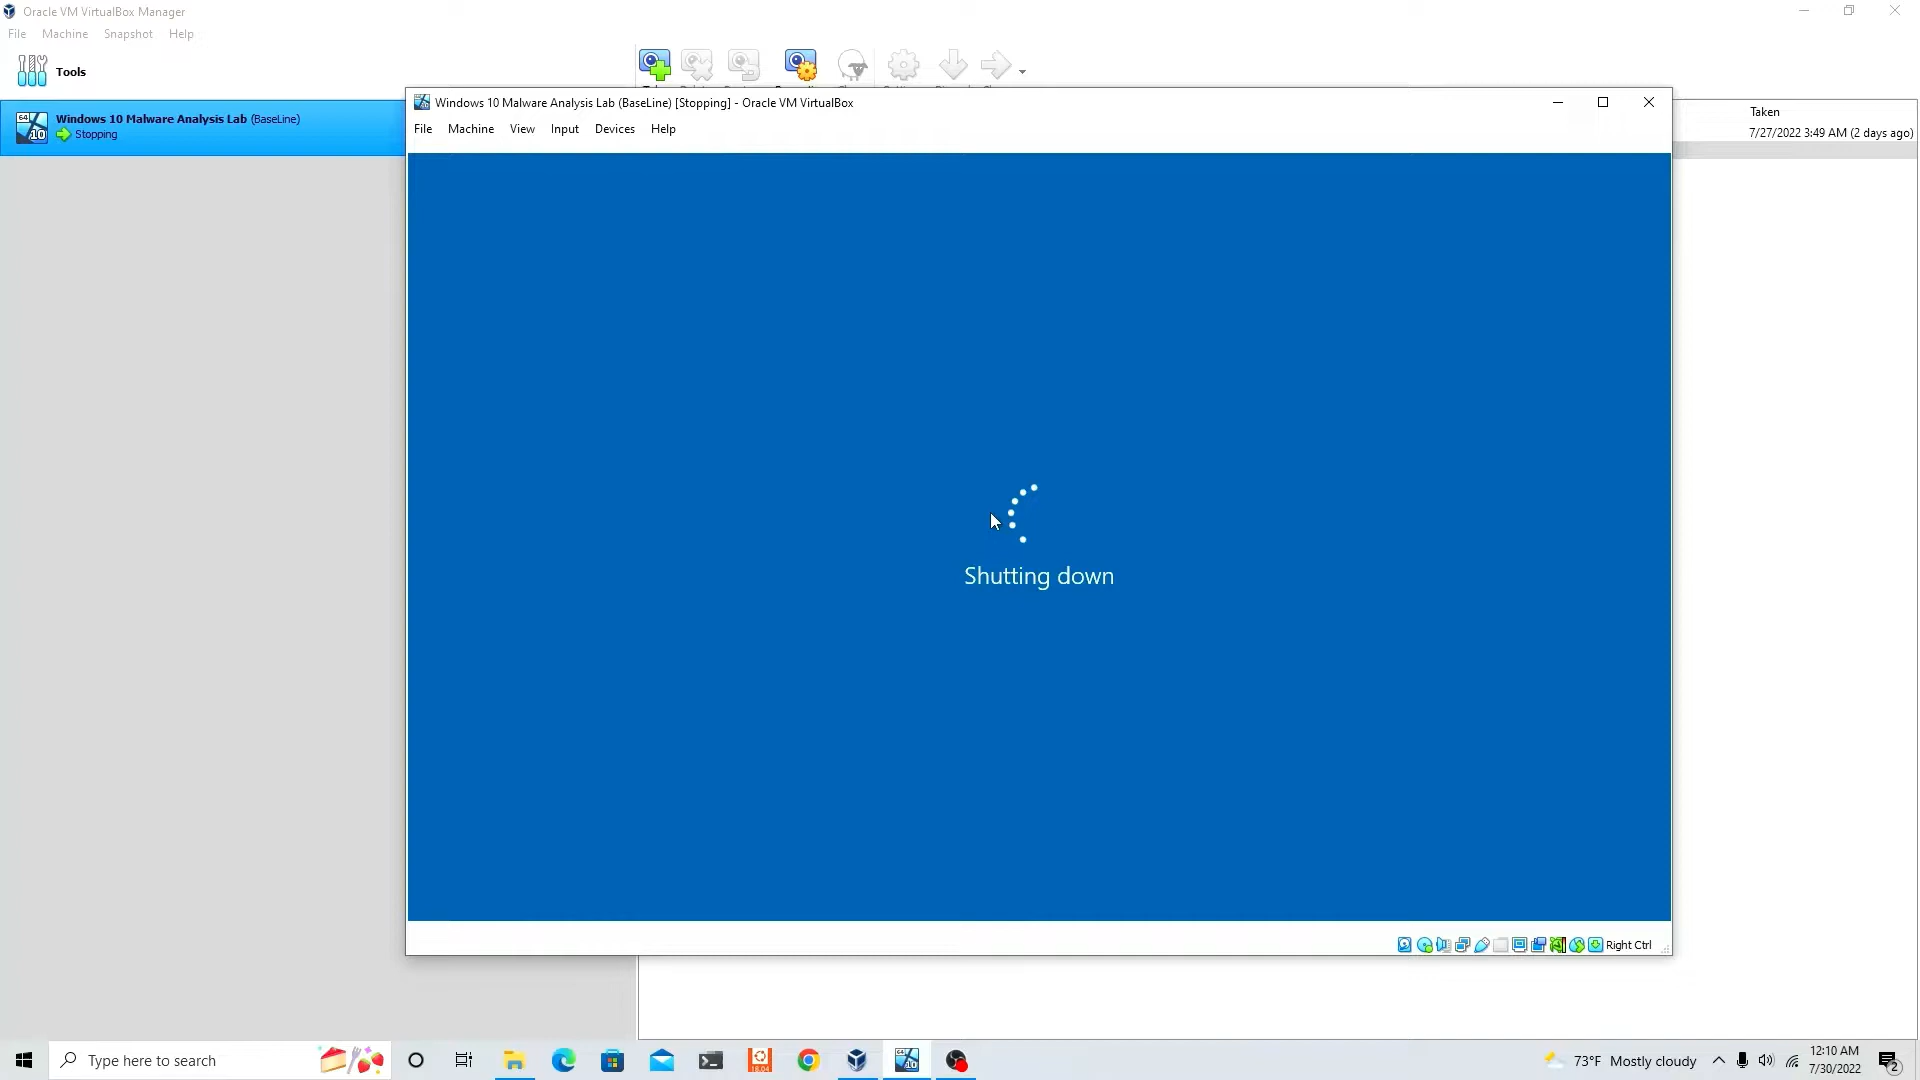 Oracle VM VirtualBox Manager
File Machine Snapshot Help
Tools
Windows 10 Malware Analysis Lab (BaseLine)
Stopping
Taken
7/27/2022 3:49 AM (2 days ago)
Windows 10 Malware Analysis Lab (BaseLine) [Stopping] - Oracle VM VirtualBox
File Machine View Input Devices Help
Shutting down
Right Ctrl
Type here to search
18.04
73°F Mostly cloudy
12:10 AM
7/30/2022
2